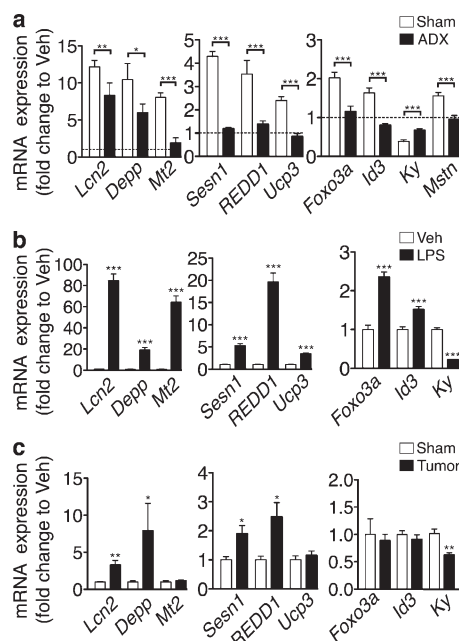 a
Sham
ADX
mRNA expression
(fold change to Veh)
15
10
5
0
** * ***
Lcn2 Depp Mt2
5
4
3
2
1
0
*** *** ***
Sesn1 REDD1 Ucp3
3
2
1
0
*** *** *** ***
Foxo3a Id3 Ky Mstn
b
Veh
LPS
mRNA expression
(fold change to Veh)
100
80
60
40
20
0
*** *** ***
Lcn2 Depp Mt2
25
20
15
10
5
0
*** *** ***
Sesn1 REDD1 Ucp3
3
2
1
0
*** *** ***
Foxo3a Id3 Ky
c
Sham
Tumor
mRNA expression
(fold change to Veh)
15
10
5
0
** *
Lcn2 Depp Mt2
5
4
3
2
1
0
* *
Sesn1 REDD1 Ucp3
2.0
1.5
1.0
0.5
0.0
**
Foxo3a Id3 Ky